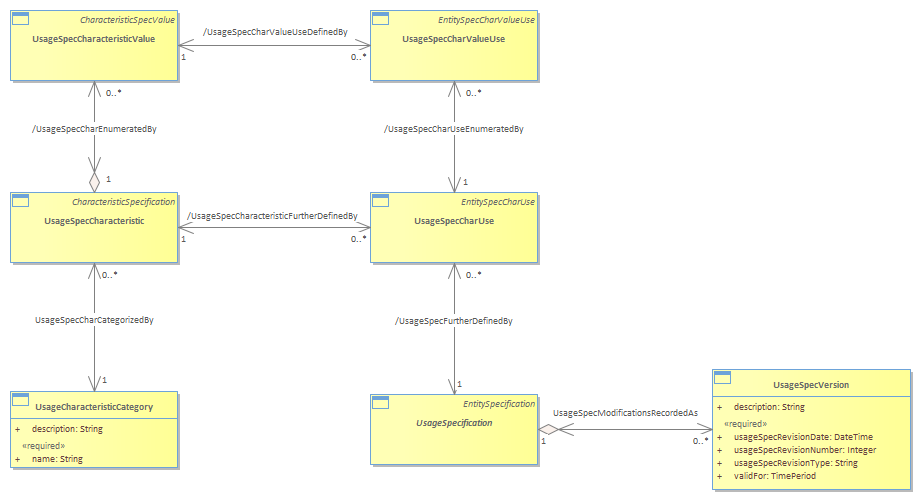 CharacteristicSpecValue
UsageSpecCharacteristicValue
/UsageSpecCharValueUseDefinedBy
1
0..*
EntitySpecCharValueUse
UsageSpecCharValueUse
0..*
/UsageSpecCharEnumeratedBy
1
0..*
/UsageSpecCharUseEnumeratedBy
1
CharacteristicSpecification
UsageSpecCharacteristic
/UsageSpecCharacteristicFurtherDefinedBy
1
0..*
EntitySpecCharUse
UsageSpecCharUse
0..*
UsageSpecCharCategorizedBy
1
0..*
/UsageSpecFurtherDefinedBy
1
UsageCharacteristicCategory
+ description: String
«required»
+ name: String
EntitySpecification
UsageSpecification
UsageSpecModificationsRecordedAs
1
0..*
UsageSpecVersion
+ description: String
«required»
+ usageSpecRevisionDate: DateTime
+ usageSpecRevisionNumber: Integer
+ usageSpecRevisionType: String
+ validFor: TimePeriod